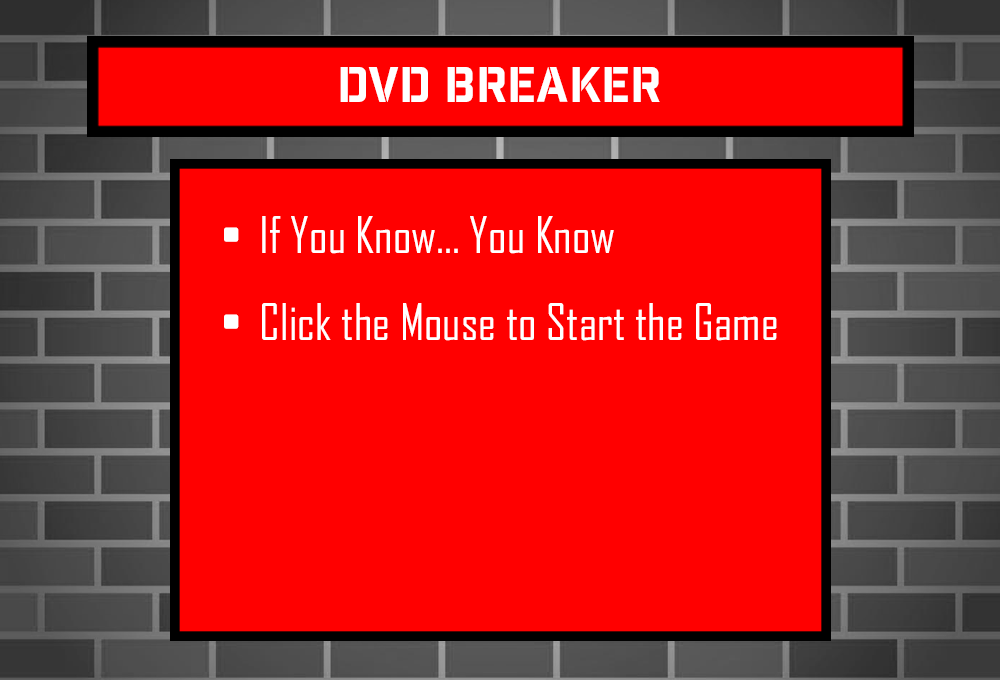 DVD BREAKER
▪ If You Know... You Know
▪ Click the Mouse to Start the Game